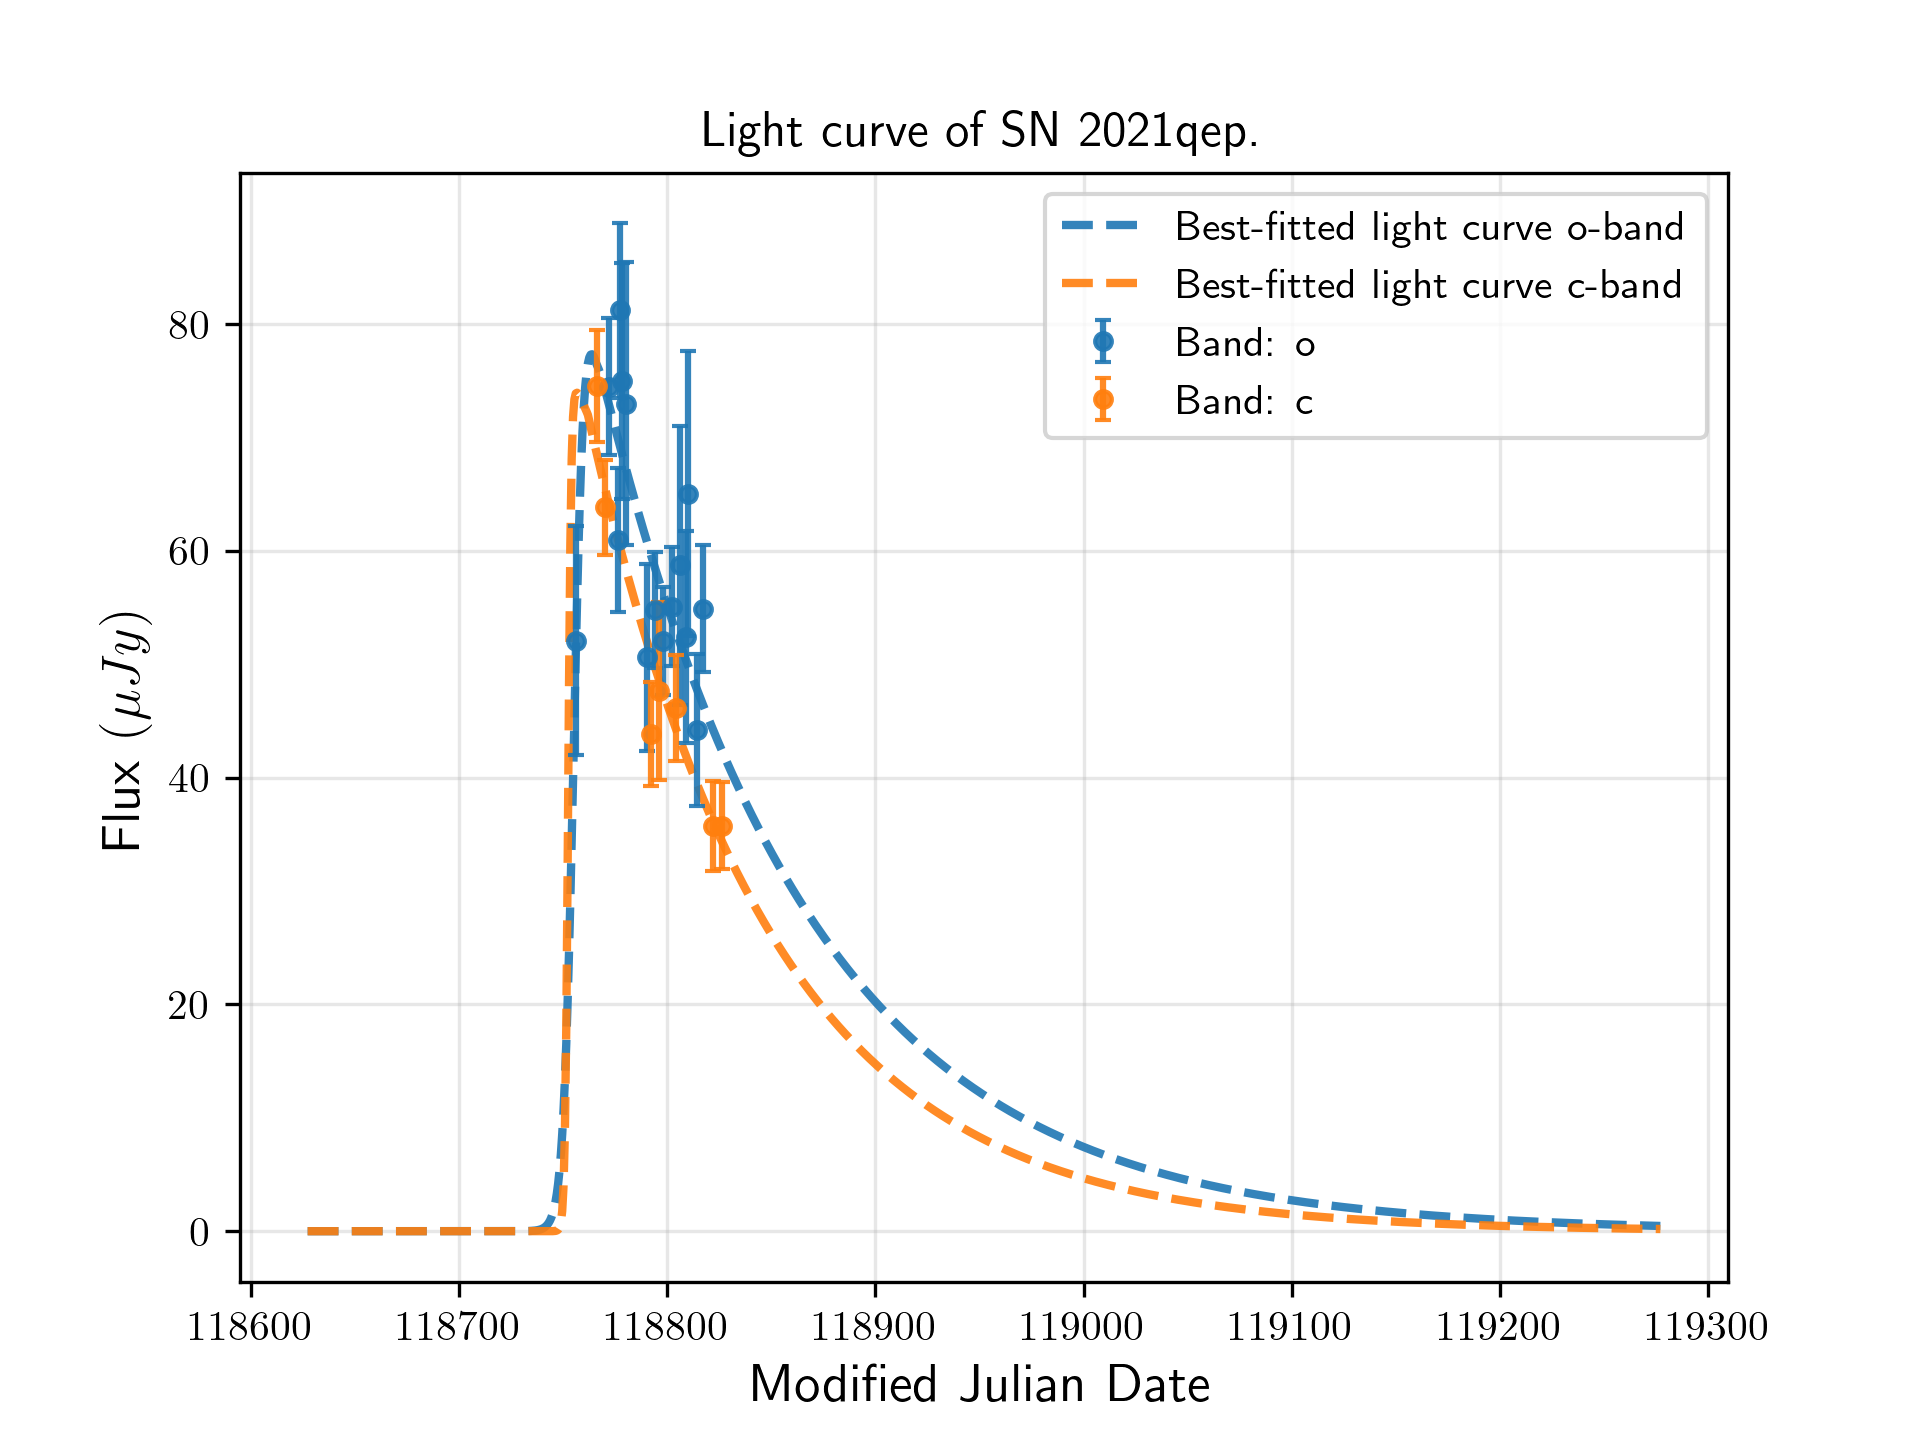 Light curve of SN 2021qep.
Best-fitted light curve o-band
Best-fitted light curve c-band
Band: o
Band: c
Flux (μJy)
80
60
40
20
0
118600 118700 118800 118900 119000 119100 119200 119300
Modified Julian Date